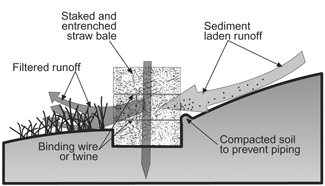 Staked and
entrenched
straw bale
Sediment
laden runoff
Filtered runoff
Binding wire
or twine
Compacted soil
to prevent piping